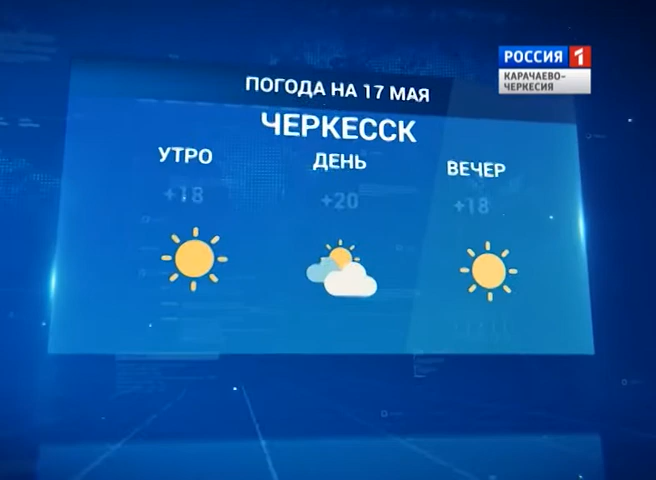 РОССИЯ 1
КАРАЧАЕВО-
ЧЕРКЕСИЯ
ПОГОДА НА 17 МАЯ
ЧЕРКЕССК
УТРО ДЕНЬ ВЕЧЕР
+18 +20 +18